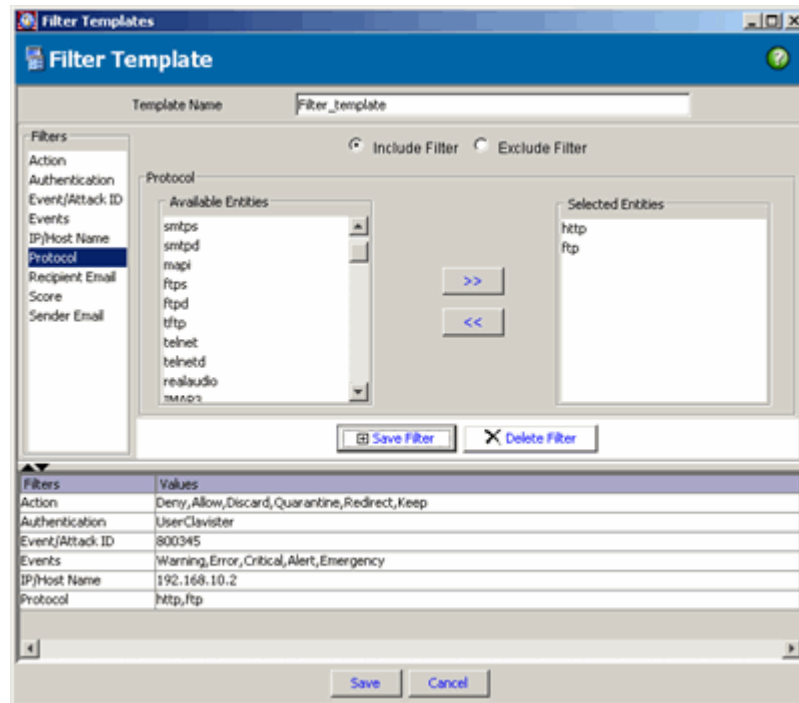 Filter Templates
Filter Template
?
Template Name
Filter_template
Filters
Action
Authentication
Event/Attack ID
Events
IP/Host Name
Protocol
Recipient Email
Score
Sender Email
Include Filter
Exclude Filter
Protocol
Available Entities
smtps
smtpd
mapi
ftps
ftpd
tftp
telnet
telnetd
realaudio
IMAP3
>>
<<
Selected Entities
http
ftp
Save Filter
Delete Filter
Filters Values
Action Deny,Allow,Discard,Quarantine,Redirect,Keep
Authentication UserClavister
Event/Attack ID 800345
Events Warning,Error,Critical,Alert,Emergency
IP/Host Name 192.168.10.2
Protocol http,ftp
Save
Cancel